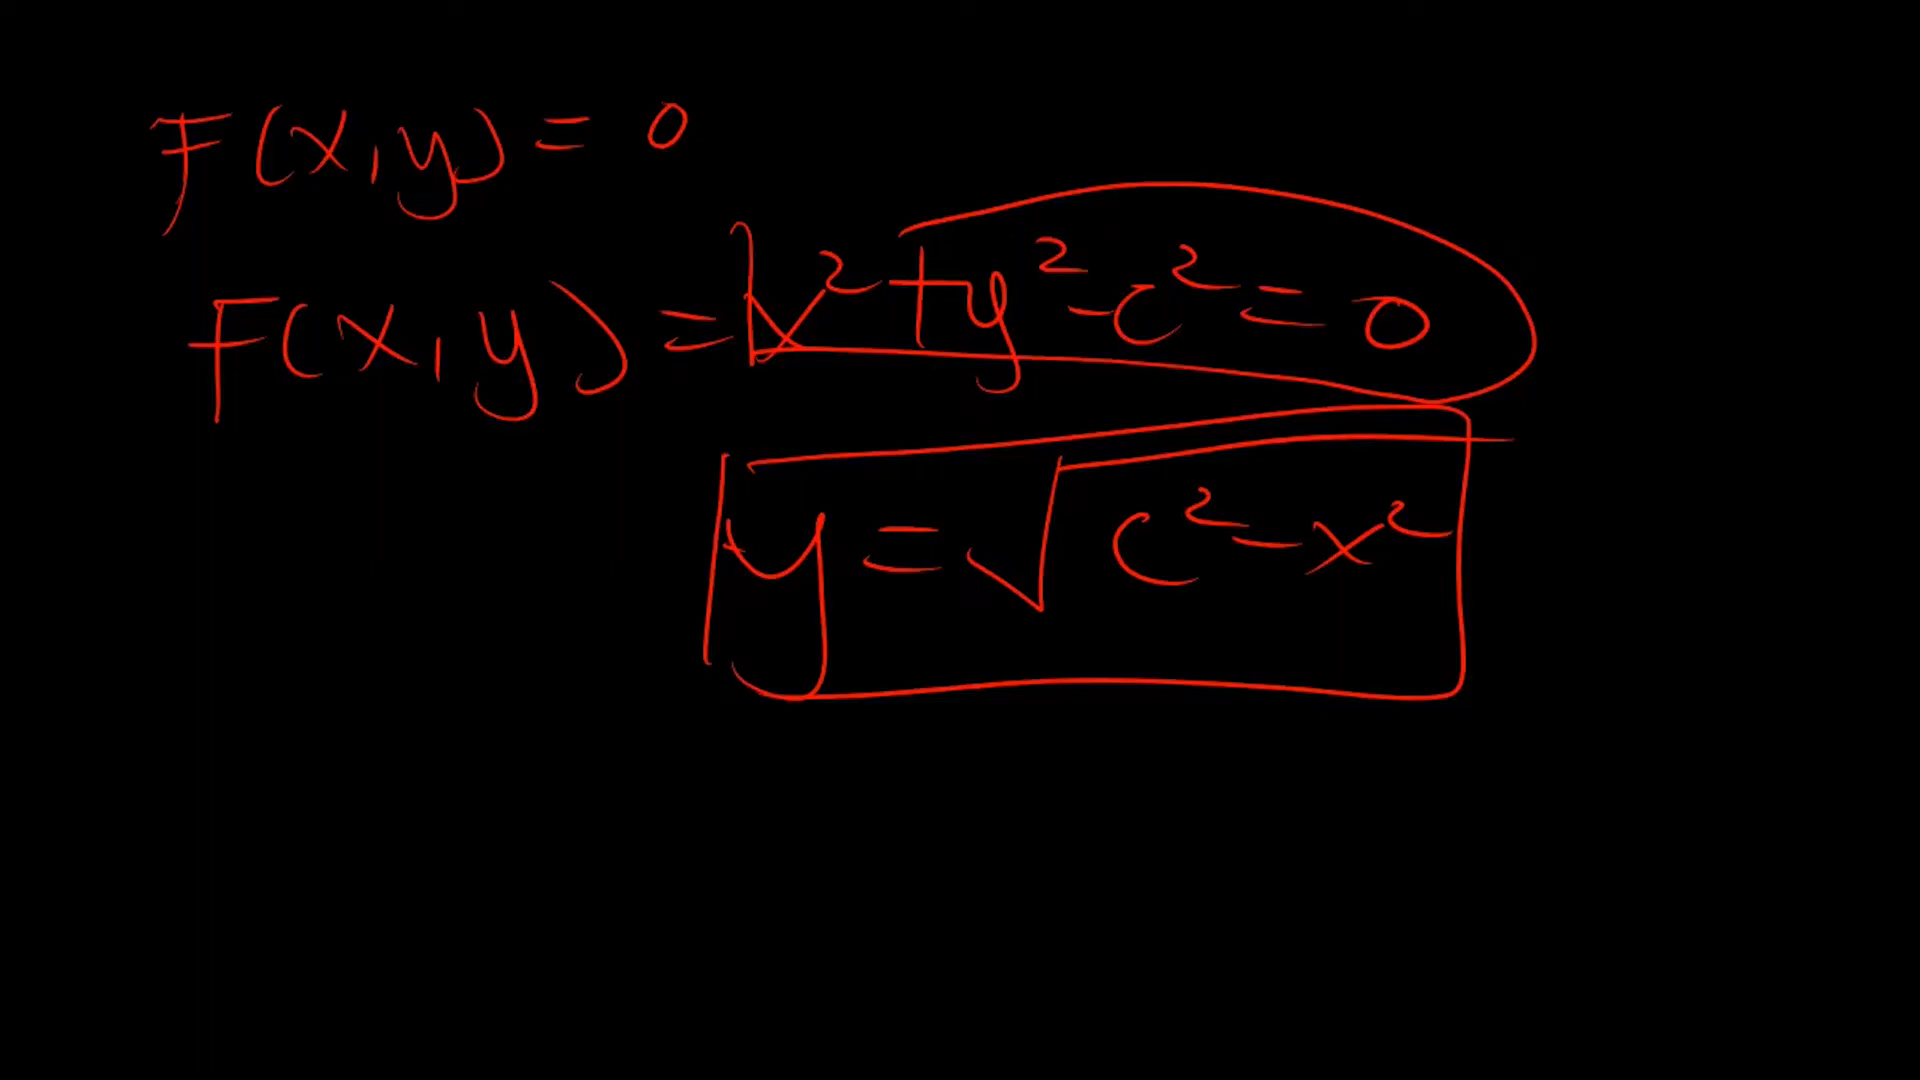 F(x,y) = 0
F(x,y) = x² + y² - c² = 0
y = √(c² - x²)